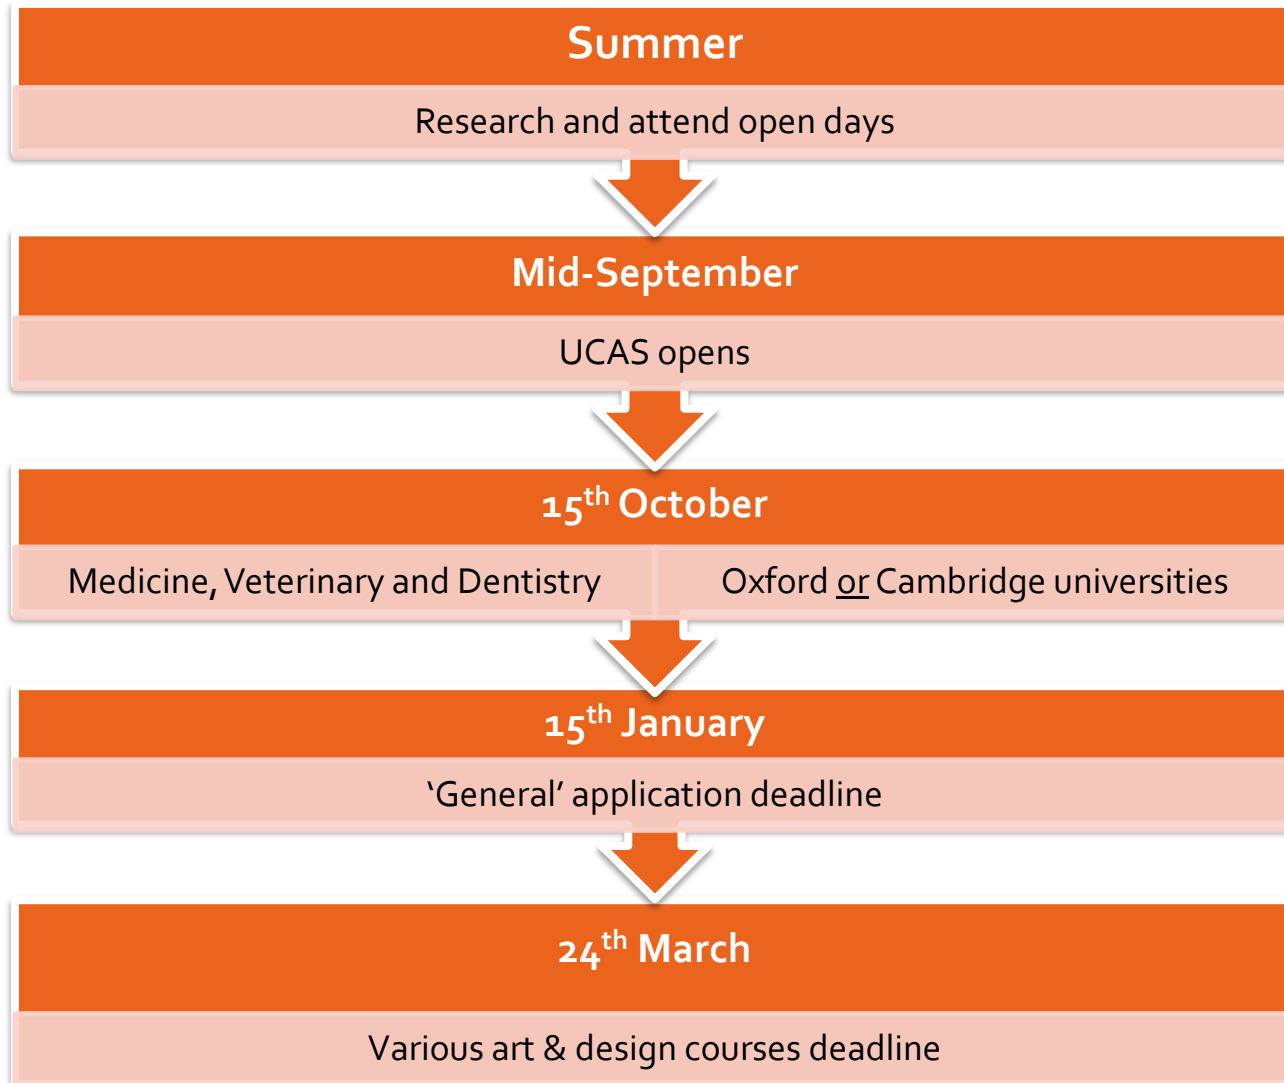 Summer
Research and attend open days
Mid-September
UCAS opens
15th October
Medicine, Veterinary and Dentistry
Oxford or Cambridge universities
15th January
‘General’ application deadline
24th March
Various art & design courses deadline